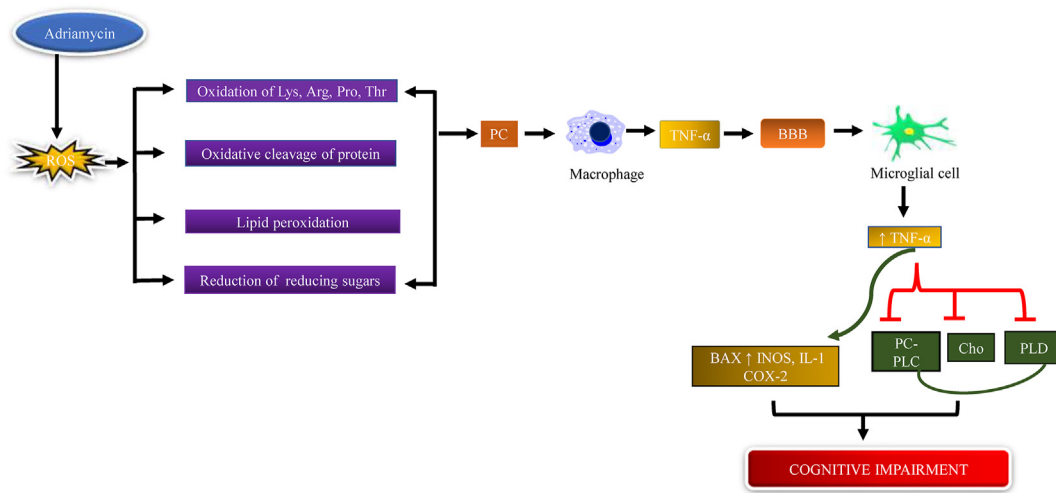 Adriamycin
ROS
Oxidation of Lys, Arg, Pro, Thr
Oxidative cleavage of protein
Lipid peroxidation
Reduction of reducing sugars
PC
Macrophage
TNF-α
BBB
Microglial cell
↑ TNF-α
BAX ↑ INOS, IL-1
COX-2
PC-
PLC
Cho
PLD
COGNITIVE IMPAIRMENT